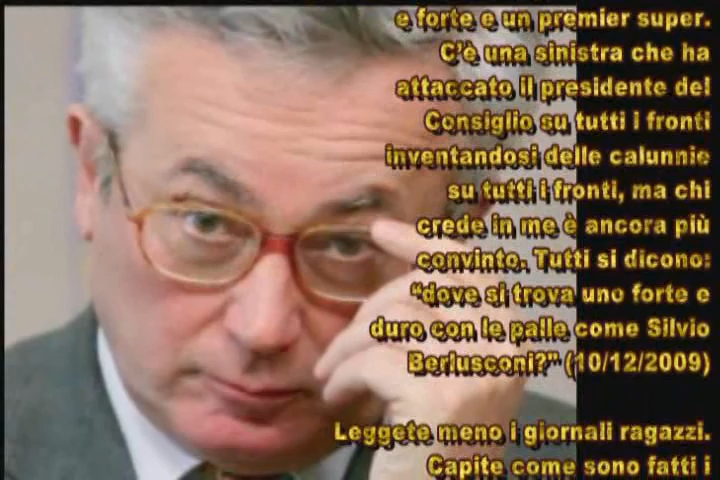 e forte e un premier super.
C'è una sinistra che ha
attaccato il presidente del
Consiglio su tutti i fronti
inventandosi delle calunnie
su tutti i fronti, ma chi
crede in me è ancora più
convinto. Tutti si dicono:
"dove si trova uno forte e
duro con le palle come Silvio
Berlusconi?" (10/12/2009)
Leggete meno i giornali ragazzi.
Capite come sono fatti i